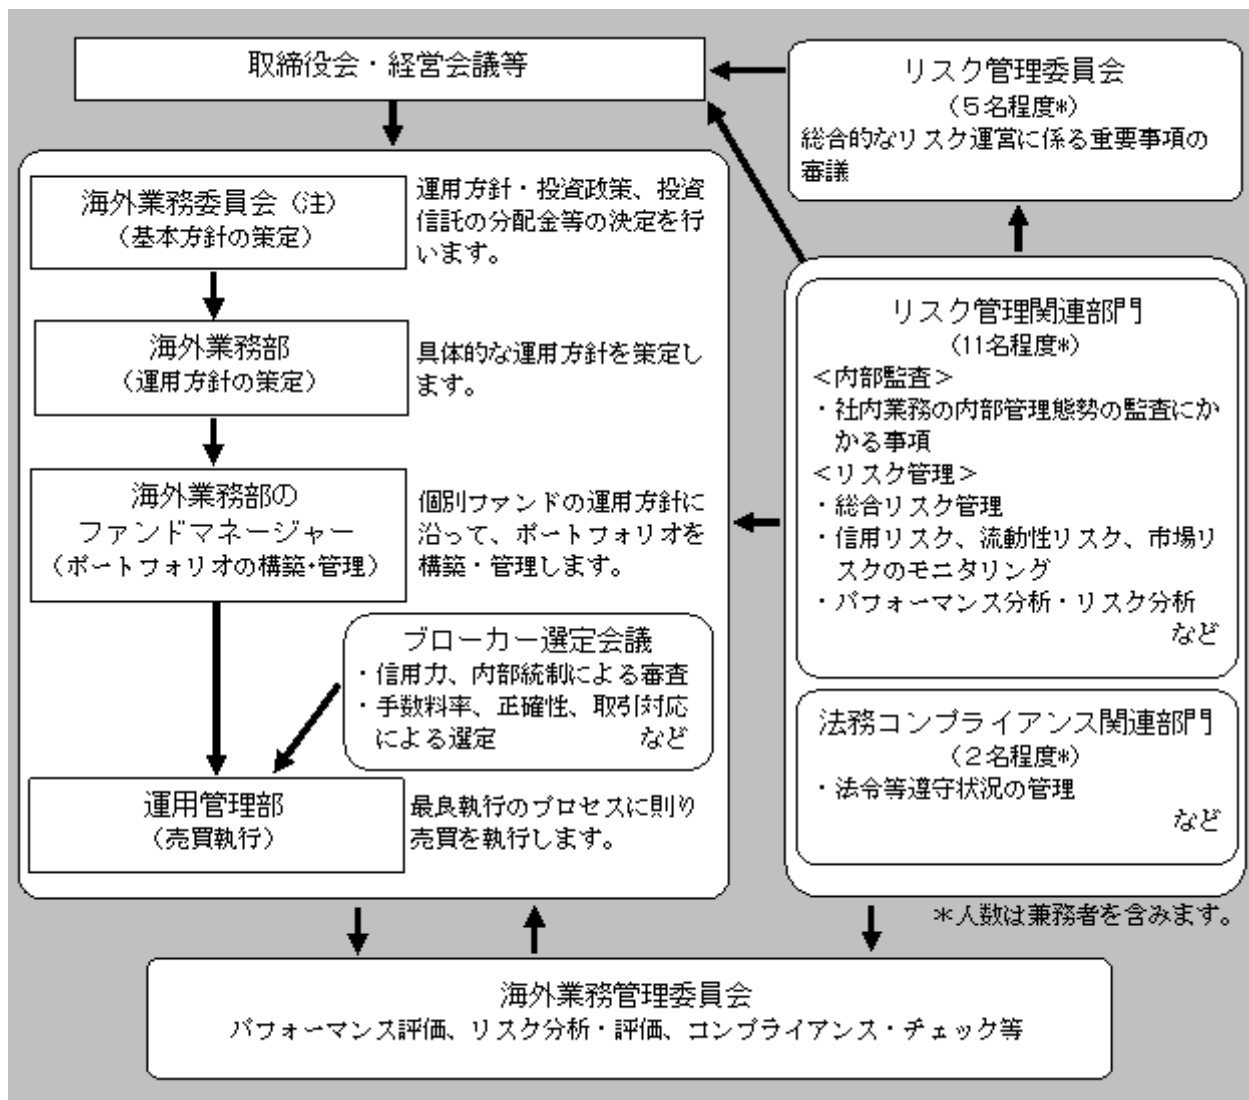 取締役会・経営会議等
リスク管理委員会
（５名程度*）
総合的なリスク運営に係る重要事項の
審議
海外業務委員会（注）
（基本方針の策定）
運用方針・投資政策、投資
信託の分配金等の決定を行
います。
海外業務部
（運用方針の策定）
具体的な運用方針を策定し
ます。
海外業務部の
ファンドマネージャー
（ポートフォリオの構築・管理）
個別ファンドの運用方針に
沿って、ポートフォリオを
構築・管理します。
ブローカー選定会議
・信用力、内部統制による審査
・手数料率、正確性、取引対応
による選定　など
運用管理部
（売買執行）
最良執行のプロセスに則り
売買を執行します。
リスク管理関連部門
（11名程度*）
＜内部監査＞
・社内業務の内部管理態勢の監査にか
かる事項
＜リスク管理＞
・総合リスク管理
・信用リスク、流動性リスク、市場リ
スクのモニタリング
・パフォーマンス分析・リスク分析
など
法務コンプライアンス関連部門
（２名程度*）
・法令等遵守状況の管理
など
＊人数は兼務者を含みます。
海外業務管理委員会
パフォーマンス評価、リスク分析・評価、コンプライアンス・チェック等